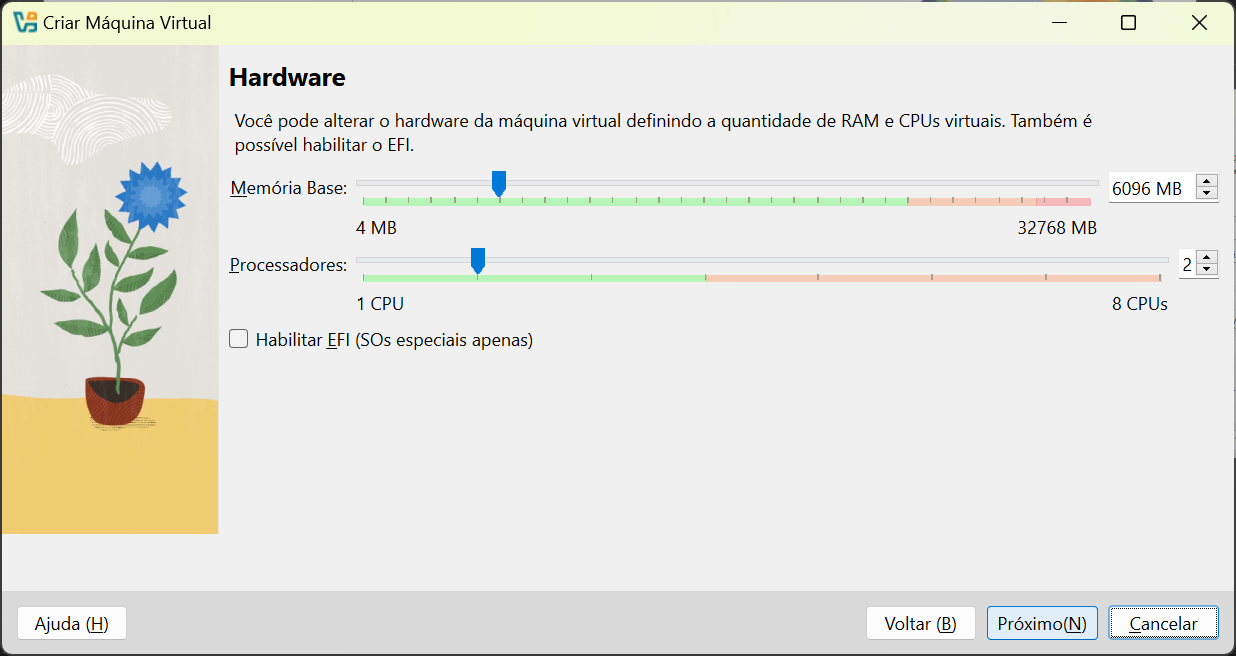 Criar Máquina Virtual
Hardware
Você pode alterar o hardware da máquina virtual definindo a quantidade de RAM e CPUs virtuais. Também é
possível habilitar o EFI.
Memória Base:
6096 MB
4 MB
32768 MB
Processadores:
2
1 CPU
8 CPUs
Habilitar EFI (SOs especiais apenas)
Ajuda (H)
Voltar (B)
Próximo(N)
Cancelar